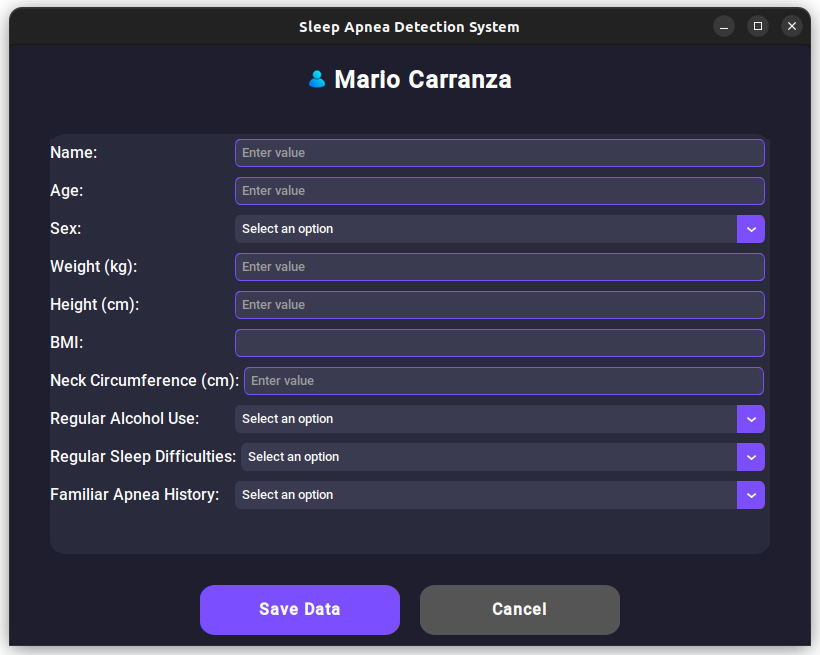 Sleep Apnea Detection System
Mario Carranza
Name: Enter value
Age: Enter value
Sex: Select an option
Weight (kg): Enter value
Height (cm): Enter value
BMI:
Neck Circumference (cm): Enter value
Regular Alcohol Use: Select an option
Regular Sleep Difficulties: Select an option
Familiar Apnea History: Select an option
Save Data Cancel